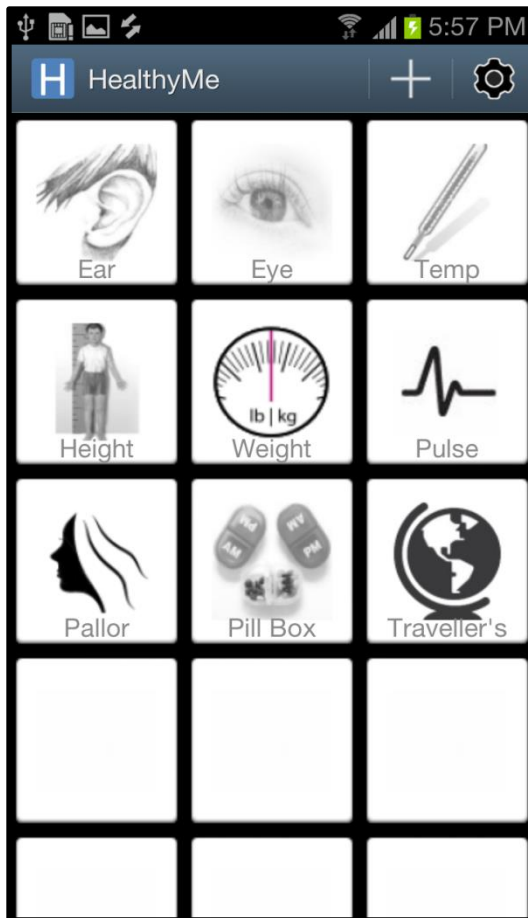 5:57 PM
H HealthyMe
Ear Eye Temp
lb | kg
Height Weight Pulse
PM AM AM PM
Pallor Pill Box Traveller's